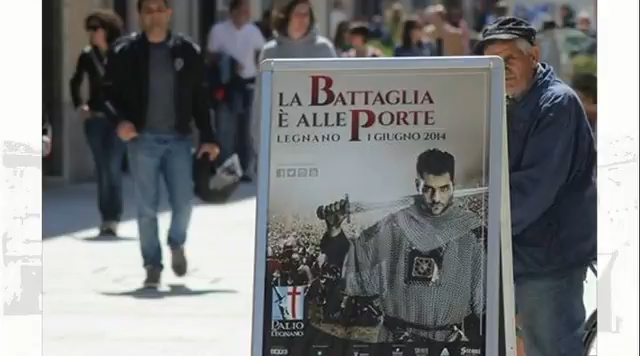 LA BATTAGLIA
È ALLE PORTE
LEGNANO 1 GIUGNO 2014
PALIO
LEGNANO